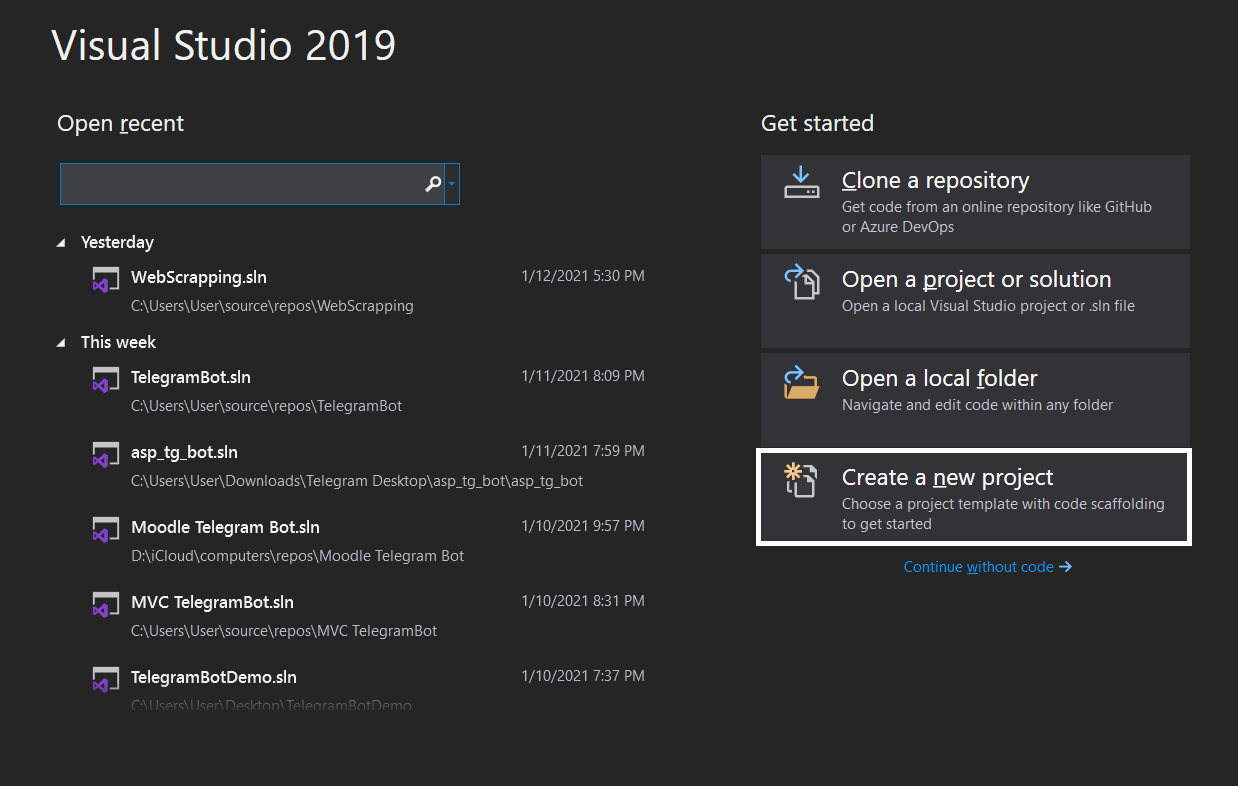 Visual Studio 2019
Open recent
Yesterday
WebScrapping.sln 1/12/2021 5:30 PM
C:\Users\User\source\repos\WebScrapping
This week
TelegramBot.sln 1/11/2021 8:09 PM
C:\Users\User\source\repos\TelegramBot
asp_tg_bot.sln 1/11/2021 7:59 PM
C:\Users\User\Downloads\Telegram Desktop\asp_tg_bot\asp_tg_bot
Moodle Telegram Bot.sln 1/10/2021 9:57 PM
D:\iCloud\computers\repos\Moodle Telegram Bot
MVC TelegramBot.sln 1/10/2021 8:31 PM
C:\Users\User\source\repos\MVC TelegramBot
TelegramBotDemo.sln 1/10/2021 7:37 PM
C:\Users\User\Desktop\TelegramBotDemo
Get started
Clone a repository
Get code from an online repository like GitHub
or Azure DevOps
Open a project or solution
Open a local Visual Studio project or .sln file
Open a local folder
Navigate and edit code within any folder
Create a new project
Choose a project template with code scaffolding
to get started
Continue without code →